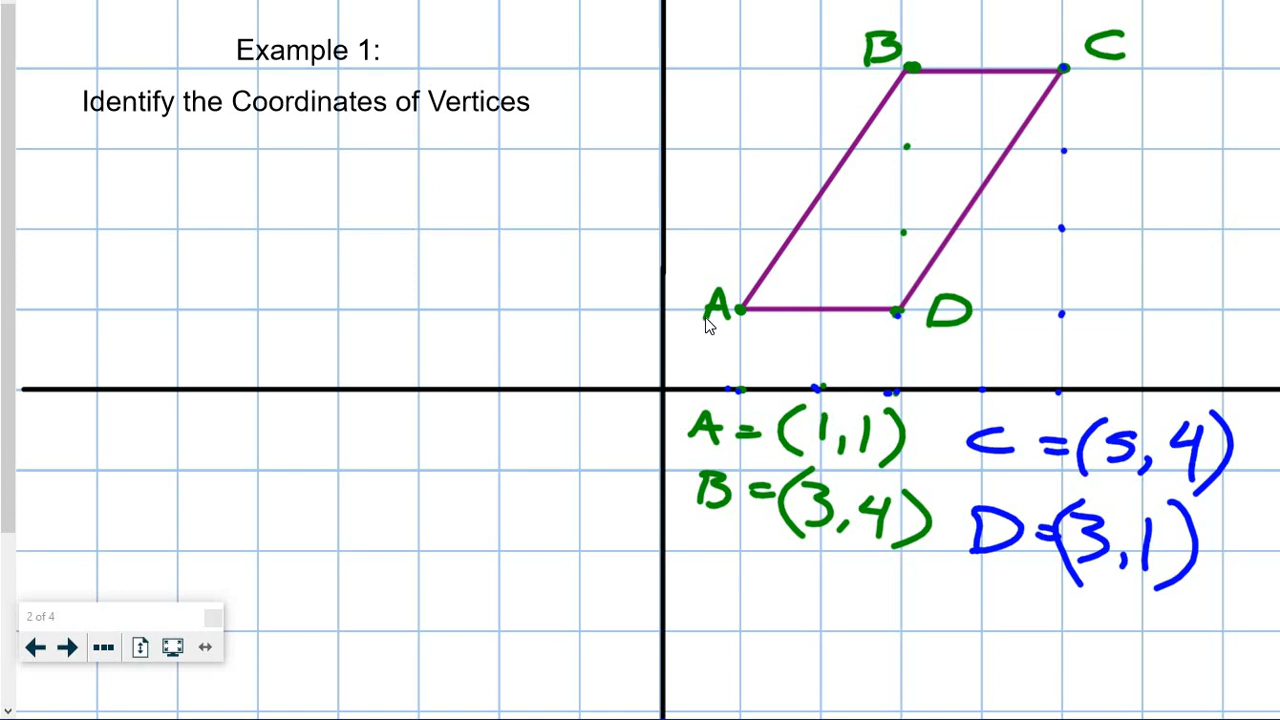 Example 1:
Identify the Coordinates of Vertices
B
C
A
D
A = (1,1)
B = (3,4)
C = (5,4)
D = (3,1)
2 of 4